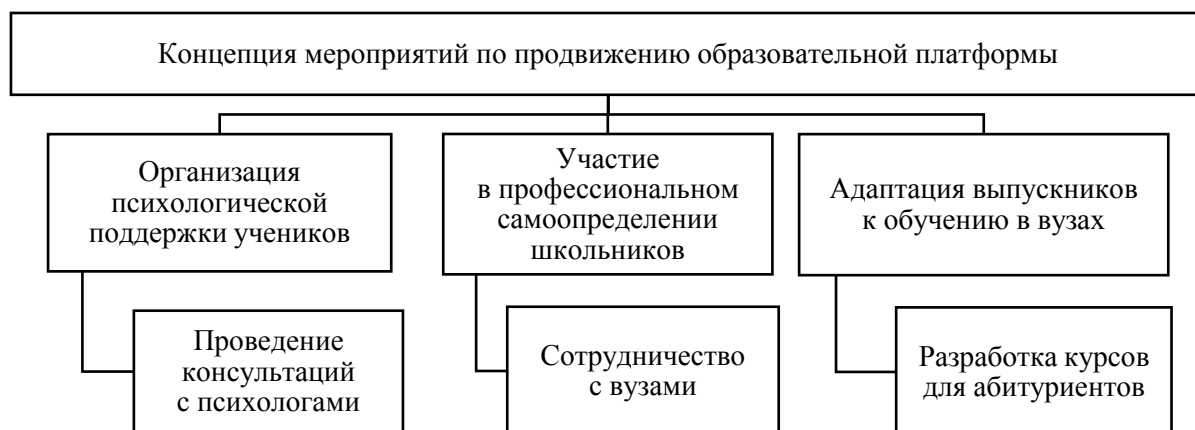 Концепция мероприятий по продвижению образовательной платформы
Организация
психологической
поддержки учеников
Участие
в профессиональном
самоопределении
школьников
Адаптация выпускников
к обучению в вузах
Проведение
консультаций
с психологами
Сотрудничество
с вузами
Разработка курсов
для абитуриентов